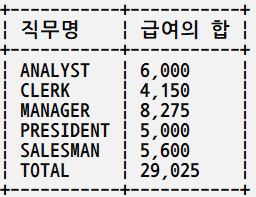 직무명 급여의 합
ANALYST 6,000
CLERK 4,150
MANAGER 8,275
PRESIDENT 5,000
SALESMAN 5,600
TOTAL 29,025